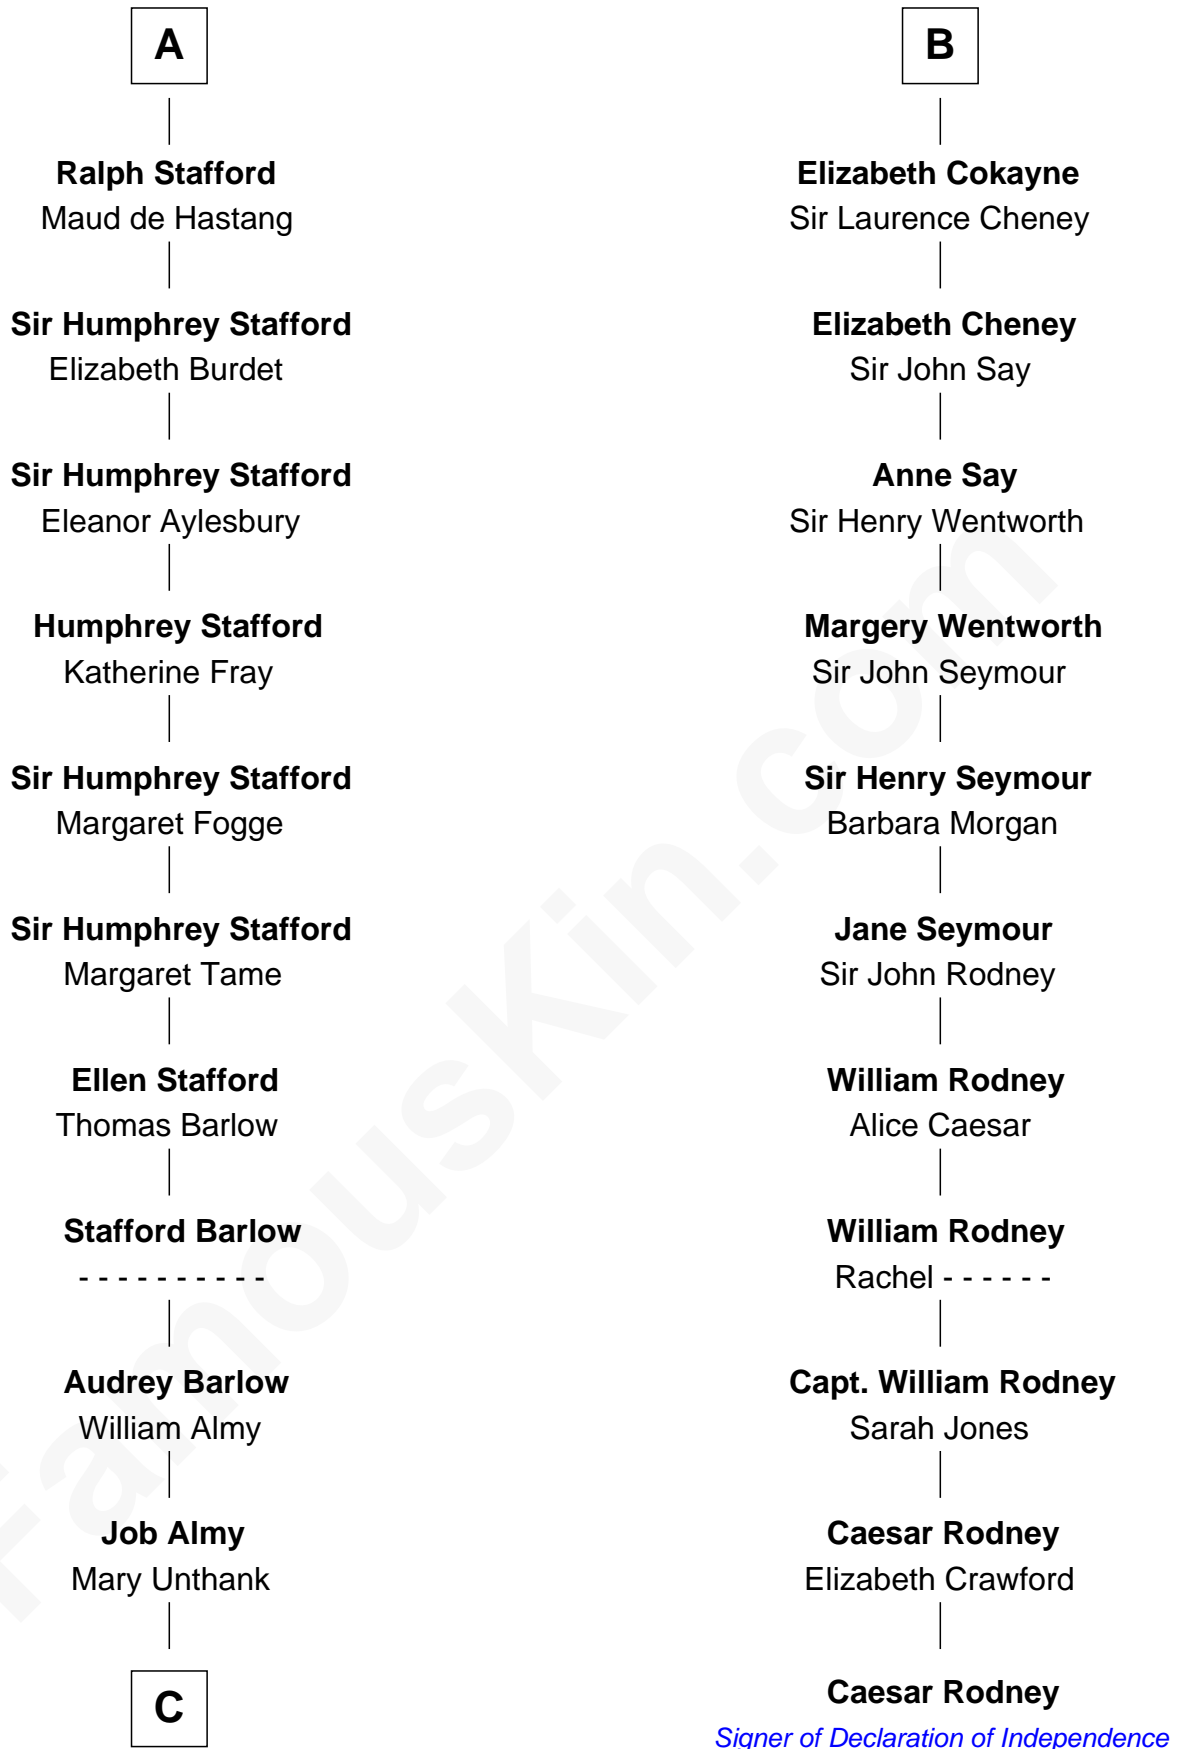 A
Ralph Stafford
Maud de Hastang
Sir Humphrey Stafford
Elizabeth Burdet
Sir Humphrey Stafford
Eleanor Aylesbury
Humphrey Stafford
Katherine Fray
Sir Humphrey Stafford
Margaret Fogge
Sir Humphrey Stafford
Margaret Tame
Ellen Stafford
Thomas Barlow
Stafford Barlow
- - - - - - - - - -
Audrey Barlow
William Almy
Job Almy
Mary Unthank
C
B
Elizabeth Cokayne
Sir Laurence Cheney
Elizabeth Cheney
Sir John Say
Anne Say
Sir Henry Wentworth
Margery Wentworth
Sir John Seymour
Sir Henry Seymour
Barbara Morgan
Jane Seymour
Sir John Rodney
William Rodney
Alice Caesar
William Rodney
Rachel - - - - - -
Capt. William Rodney
Sarah Jones
Caesar Rodney
Elizabeth Crawford
Caesar Rodney
Signer of Declaration of Independence
FamousKin.com